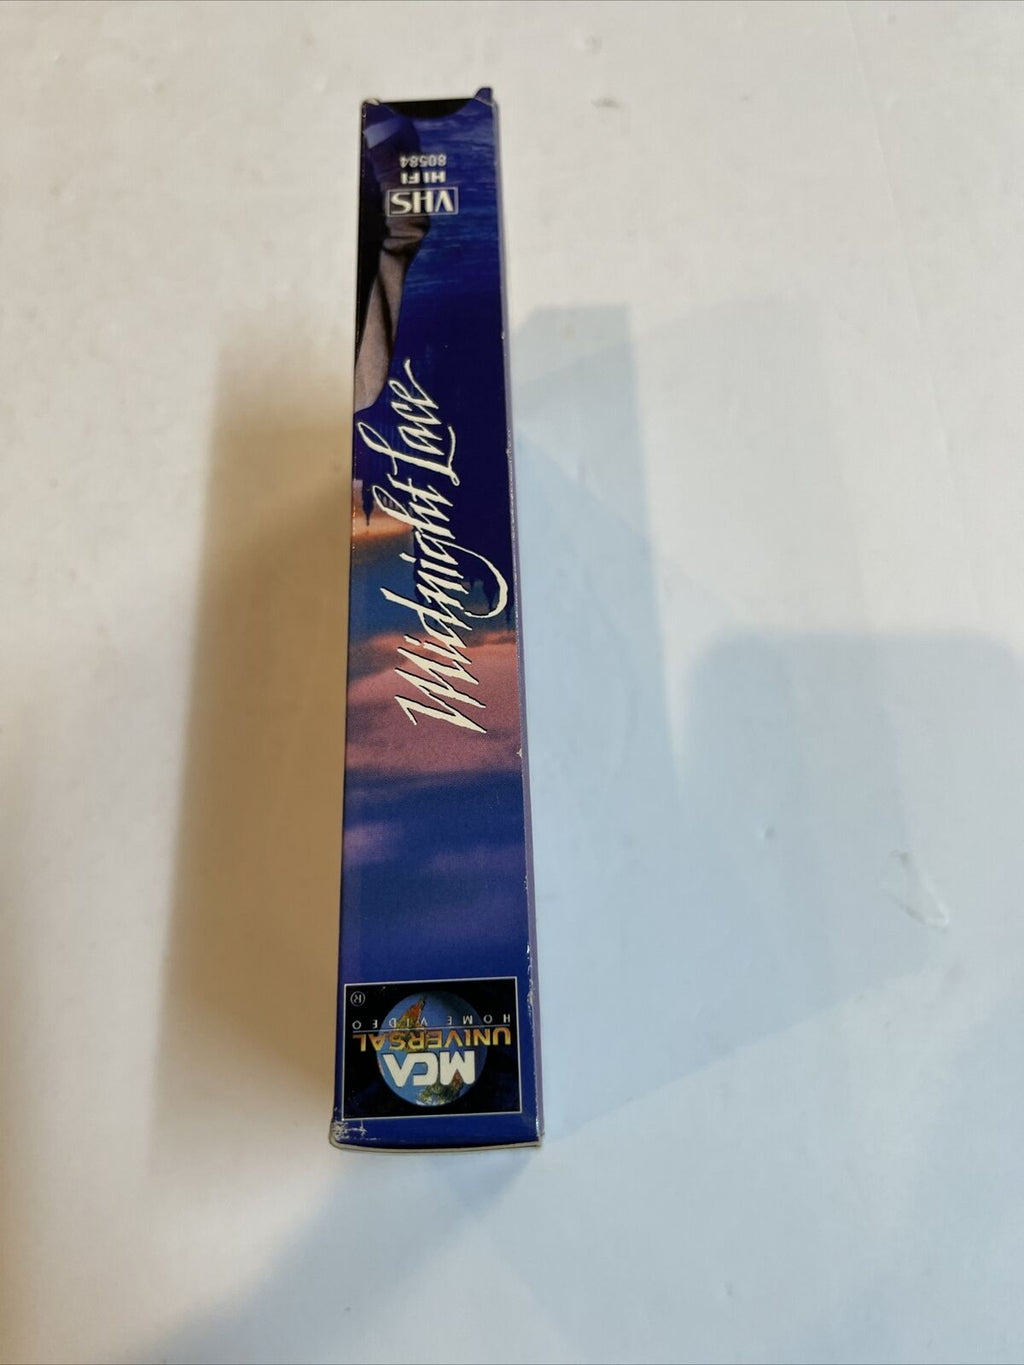 MCA
UNIVERSAL
HOME VIDEO
®
Midnight Lace
VHS
HI FI
80584